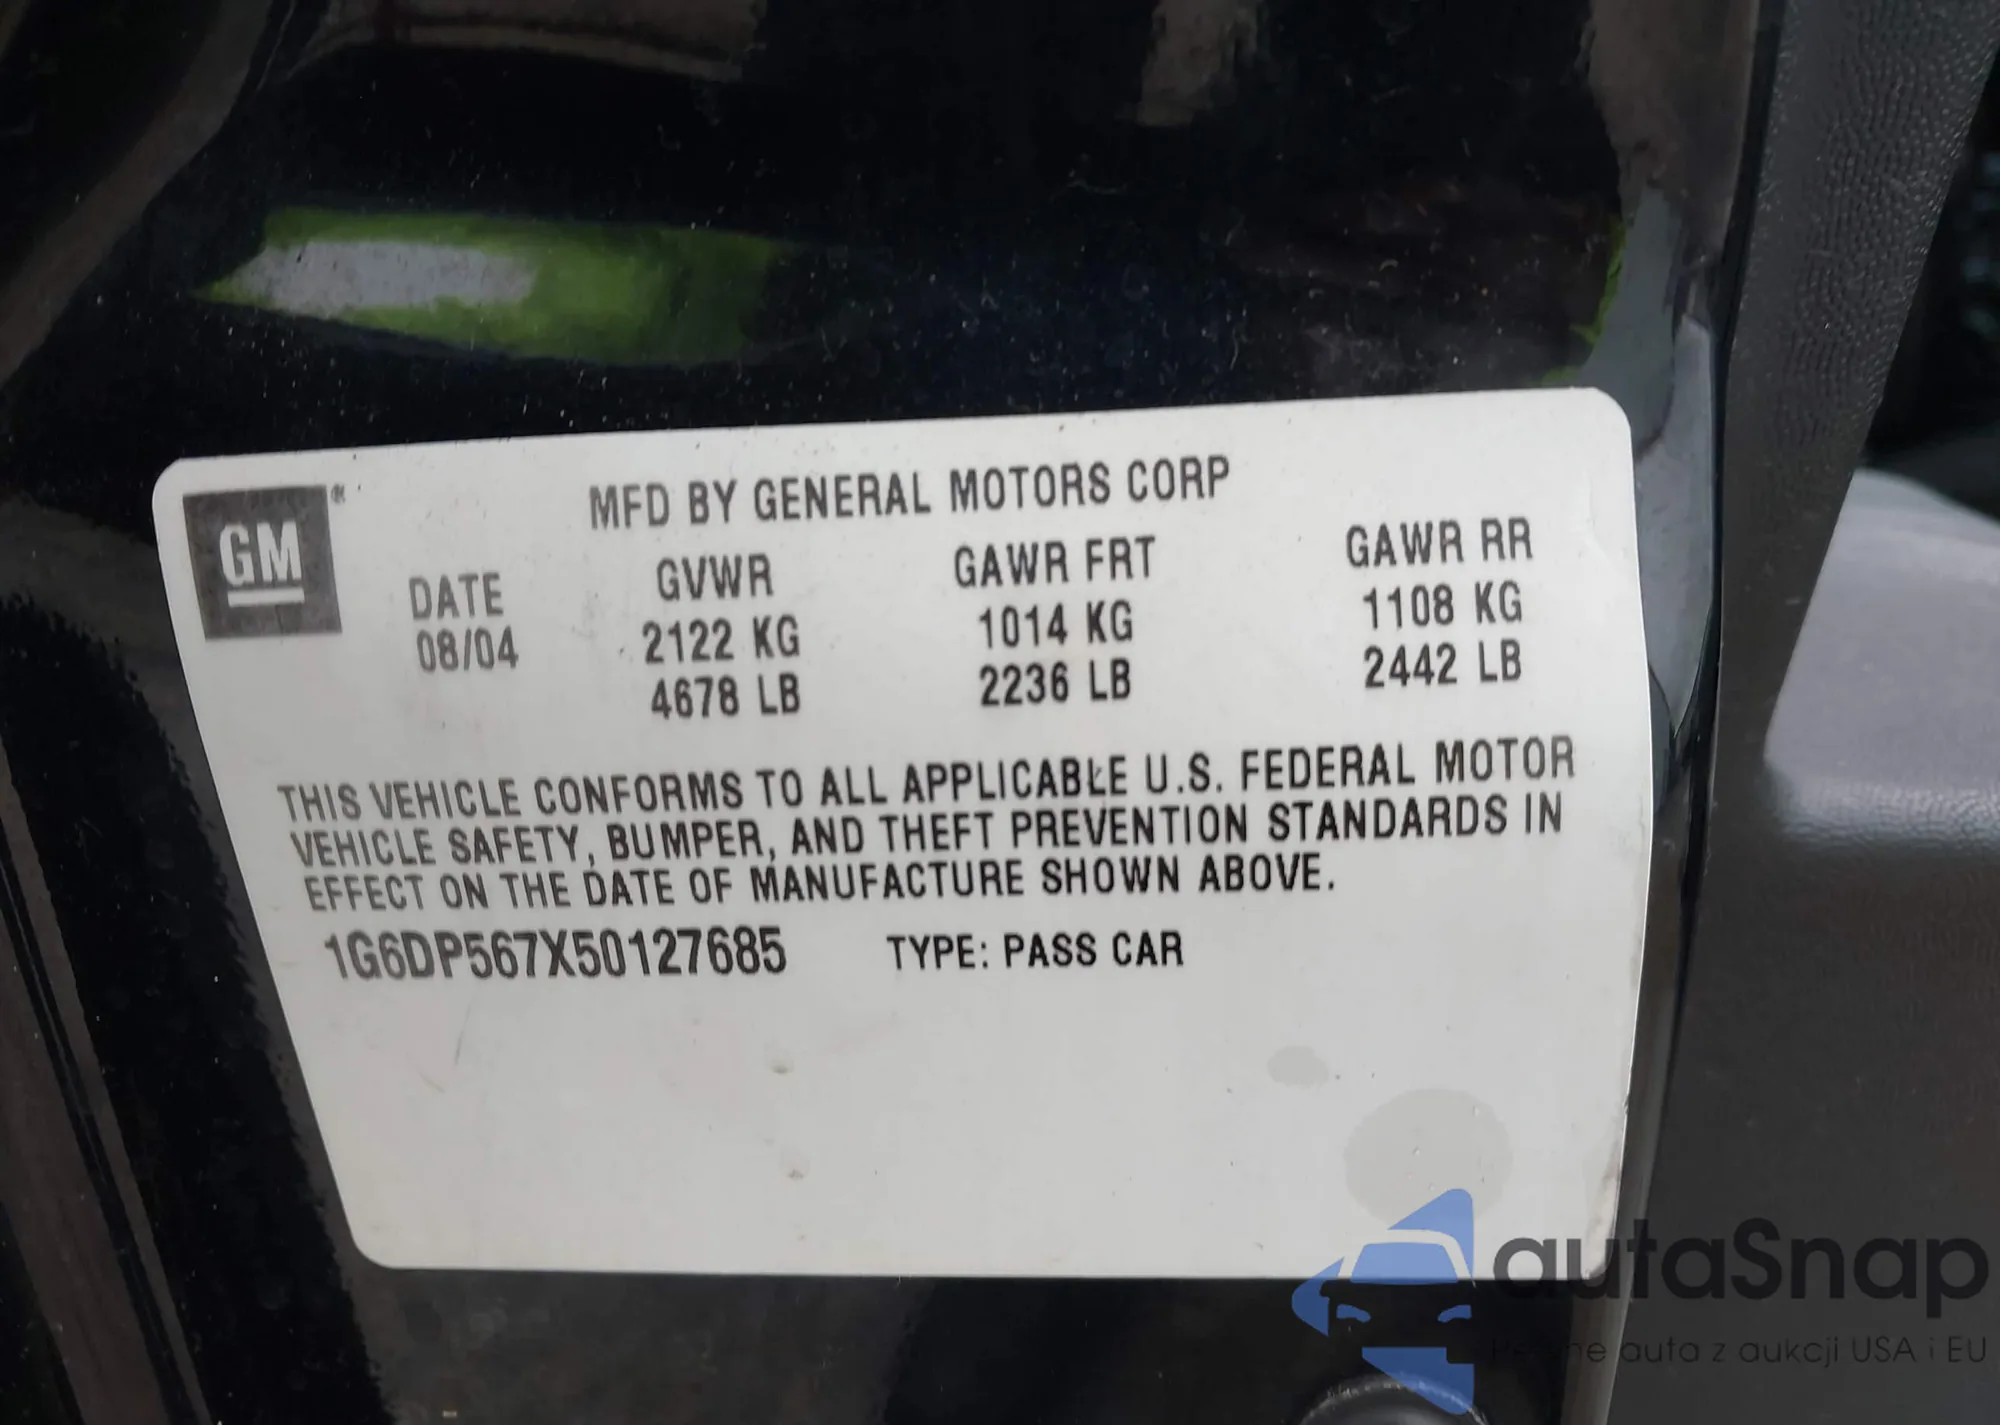 GM®
MFD BY GENERAL MOTORS CORP
DATE GVWR GAWR FRT GAWR RR
08/04 2122 KG 1014 KG 1108 KG
4678 LB 2236 LB 2442 LB
THIS VEHICLE CONFORMS TO ALL APPLICABLE U.S. FEDERAL MOTOR
VEHICLE SAFETY, BUMPER, AND THEFT PREVENTION STANDARDS IN
EFFECT ON THE DATE OF MANUFACTURE SHOWN ABOVE.
1G6DP567X50127685 TYPE: PASS CAR
autaSnap
auta z aukcji USA i EU